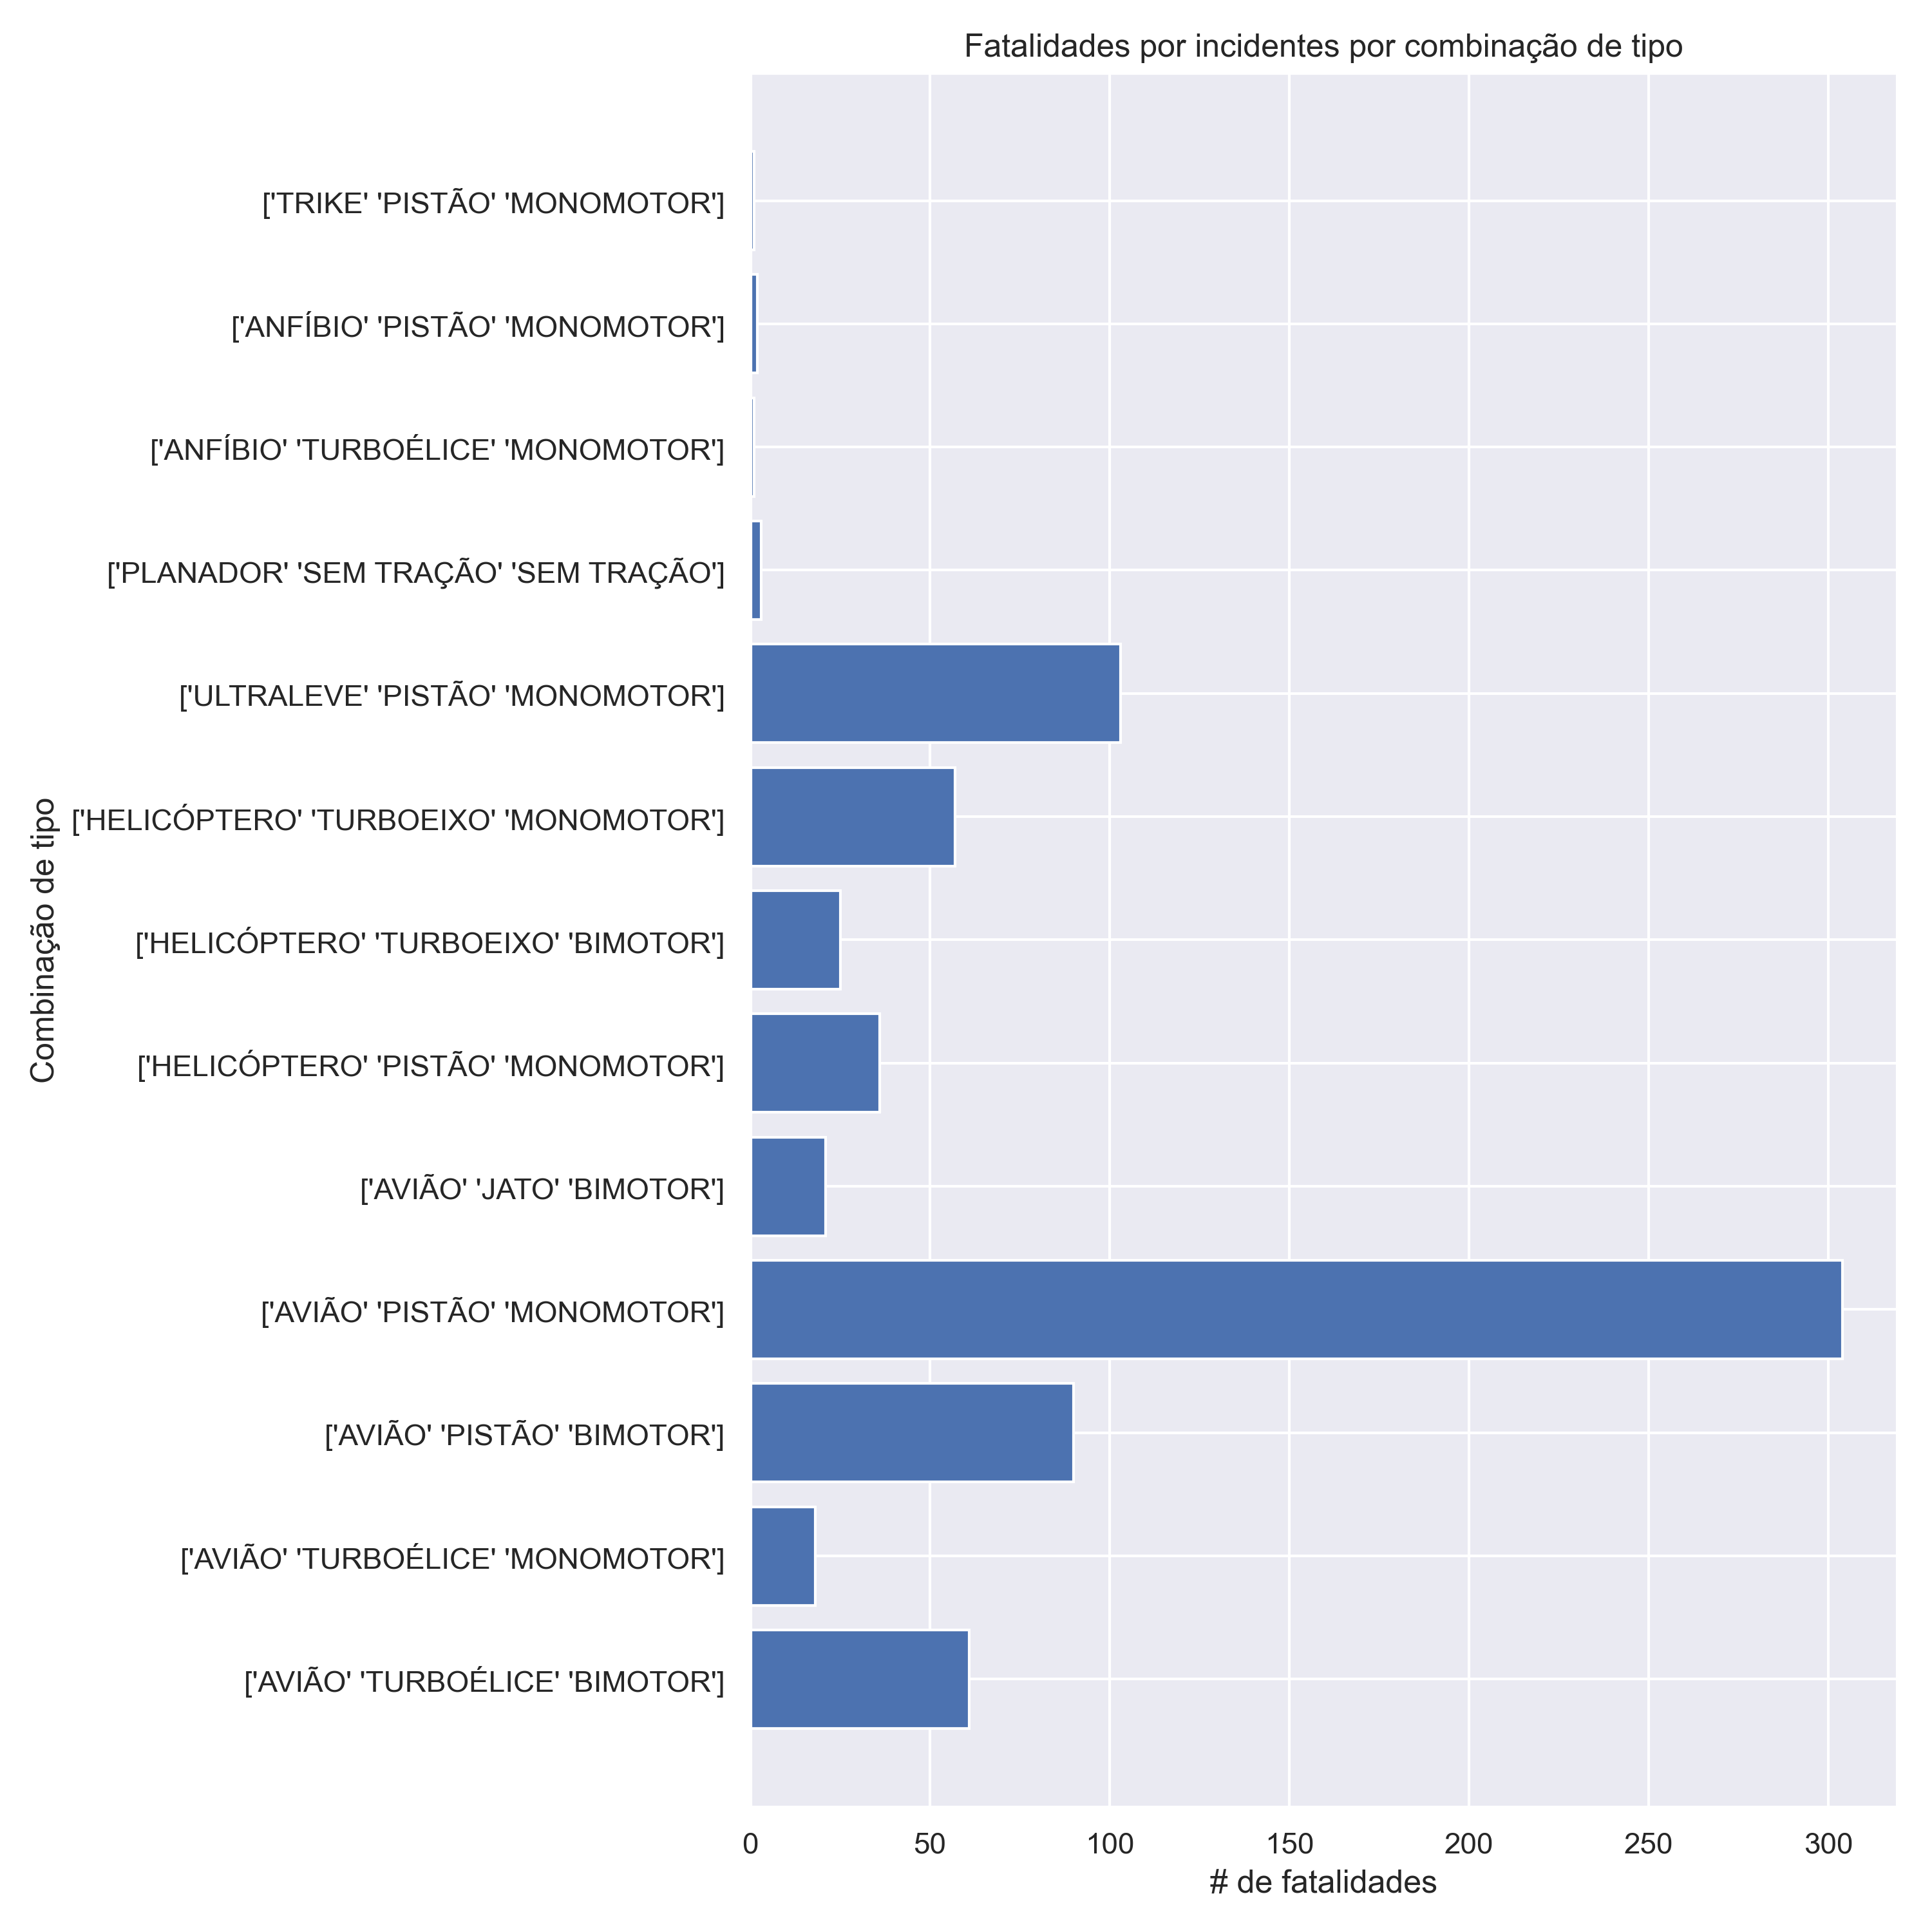 Fatalidades por incidentes por combinação de tipo
['TRIKE' 'PISTÃO' 'MONOMOTOR']
['ANFÍBIO' 'PISTÃO' 'MONOMOTOR']
['ANFÍBIO' 'TURBOÉLICE' 'MONOMOTOR']
['PLANADOR' 'SEM TRAÇÃO' 'SEM TRAÇÃO']
['ULTRALEVE' 'PISTÃO' 'MONOMOTOR']
['HELICÓPTERO' 'TURBOEIXO' 'MONOMOTOR']
['HELICÓPTERO' 'TURBOEIXO' 'BIMOTOR']
['HELICÓPTERO' 'PISTÃO' 'MONOMOTOR']
['AVIÃO' 'JATO' 'BIMOTOR']
['AVIÃO' 'PISTÃO' 'MONOMOTOR']
['AVIÃO' 'PISTÃO' 'BIMOTOR']
['AVIÃO' 'TURBOÉLICE' 'MONOMOTOR']
['AVIÃO' 'TURBOÉLICE' 'BIMOTOR']
Combinação de tipo
0 50 100 150 200 250 300
# de fatalidades